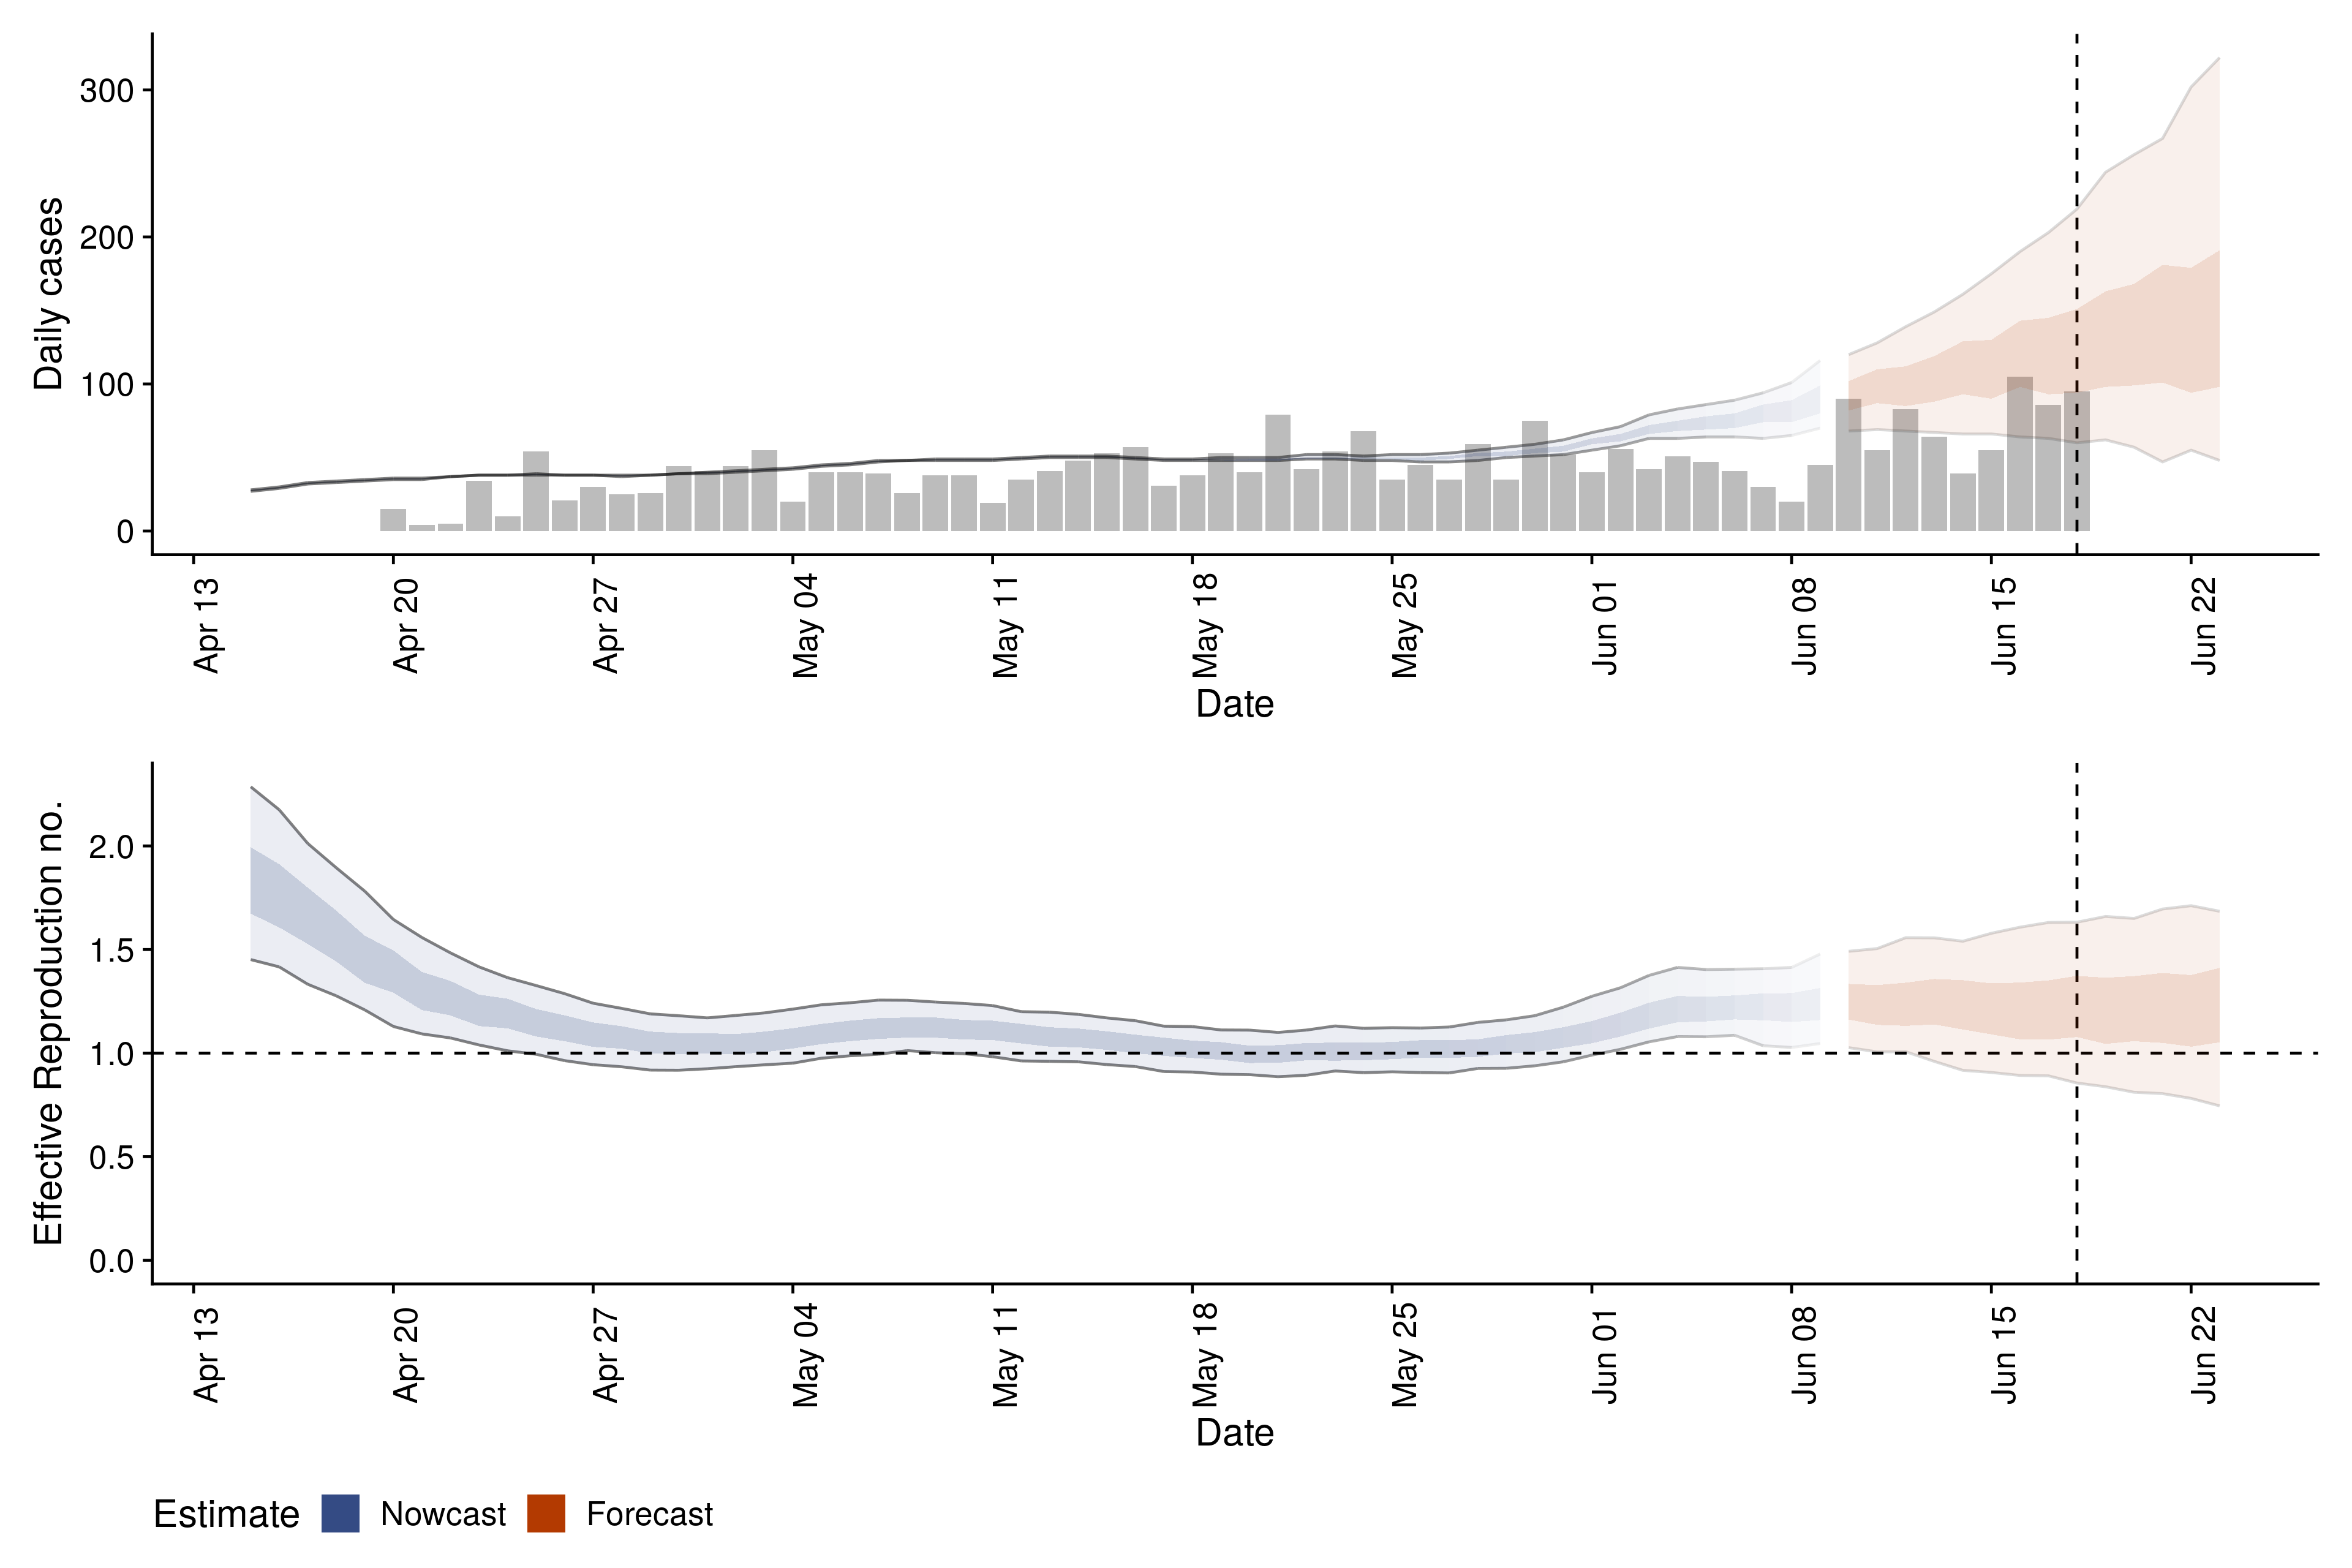 Daily cases
300
200
100
0
Apr 13
Apr 20
Apr 27
May 04
May 11
May 18
May 25
Jun 01
Jun 08
Jun 15
Jun 22
Date
Effective Reproduction no.
2.0
1.5
1.0
0.5
0.0
Apr 13
Apr 20
Apr 27
May 04
May 11
May 18
May 25
Jun 01
Jun 08
Jun 15
Jun 22
Date
Estimate Nowcast Forecast